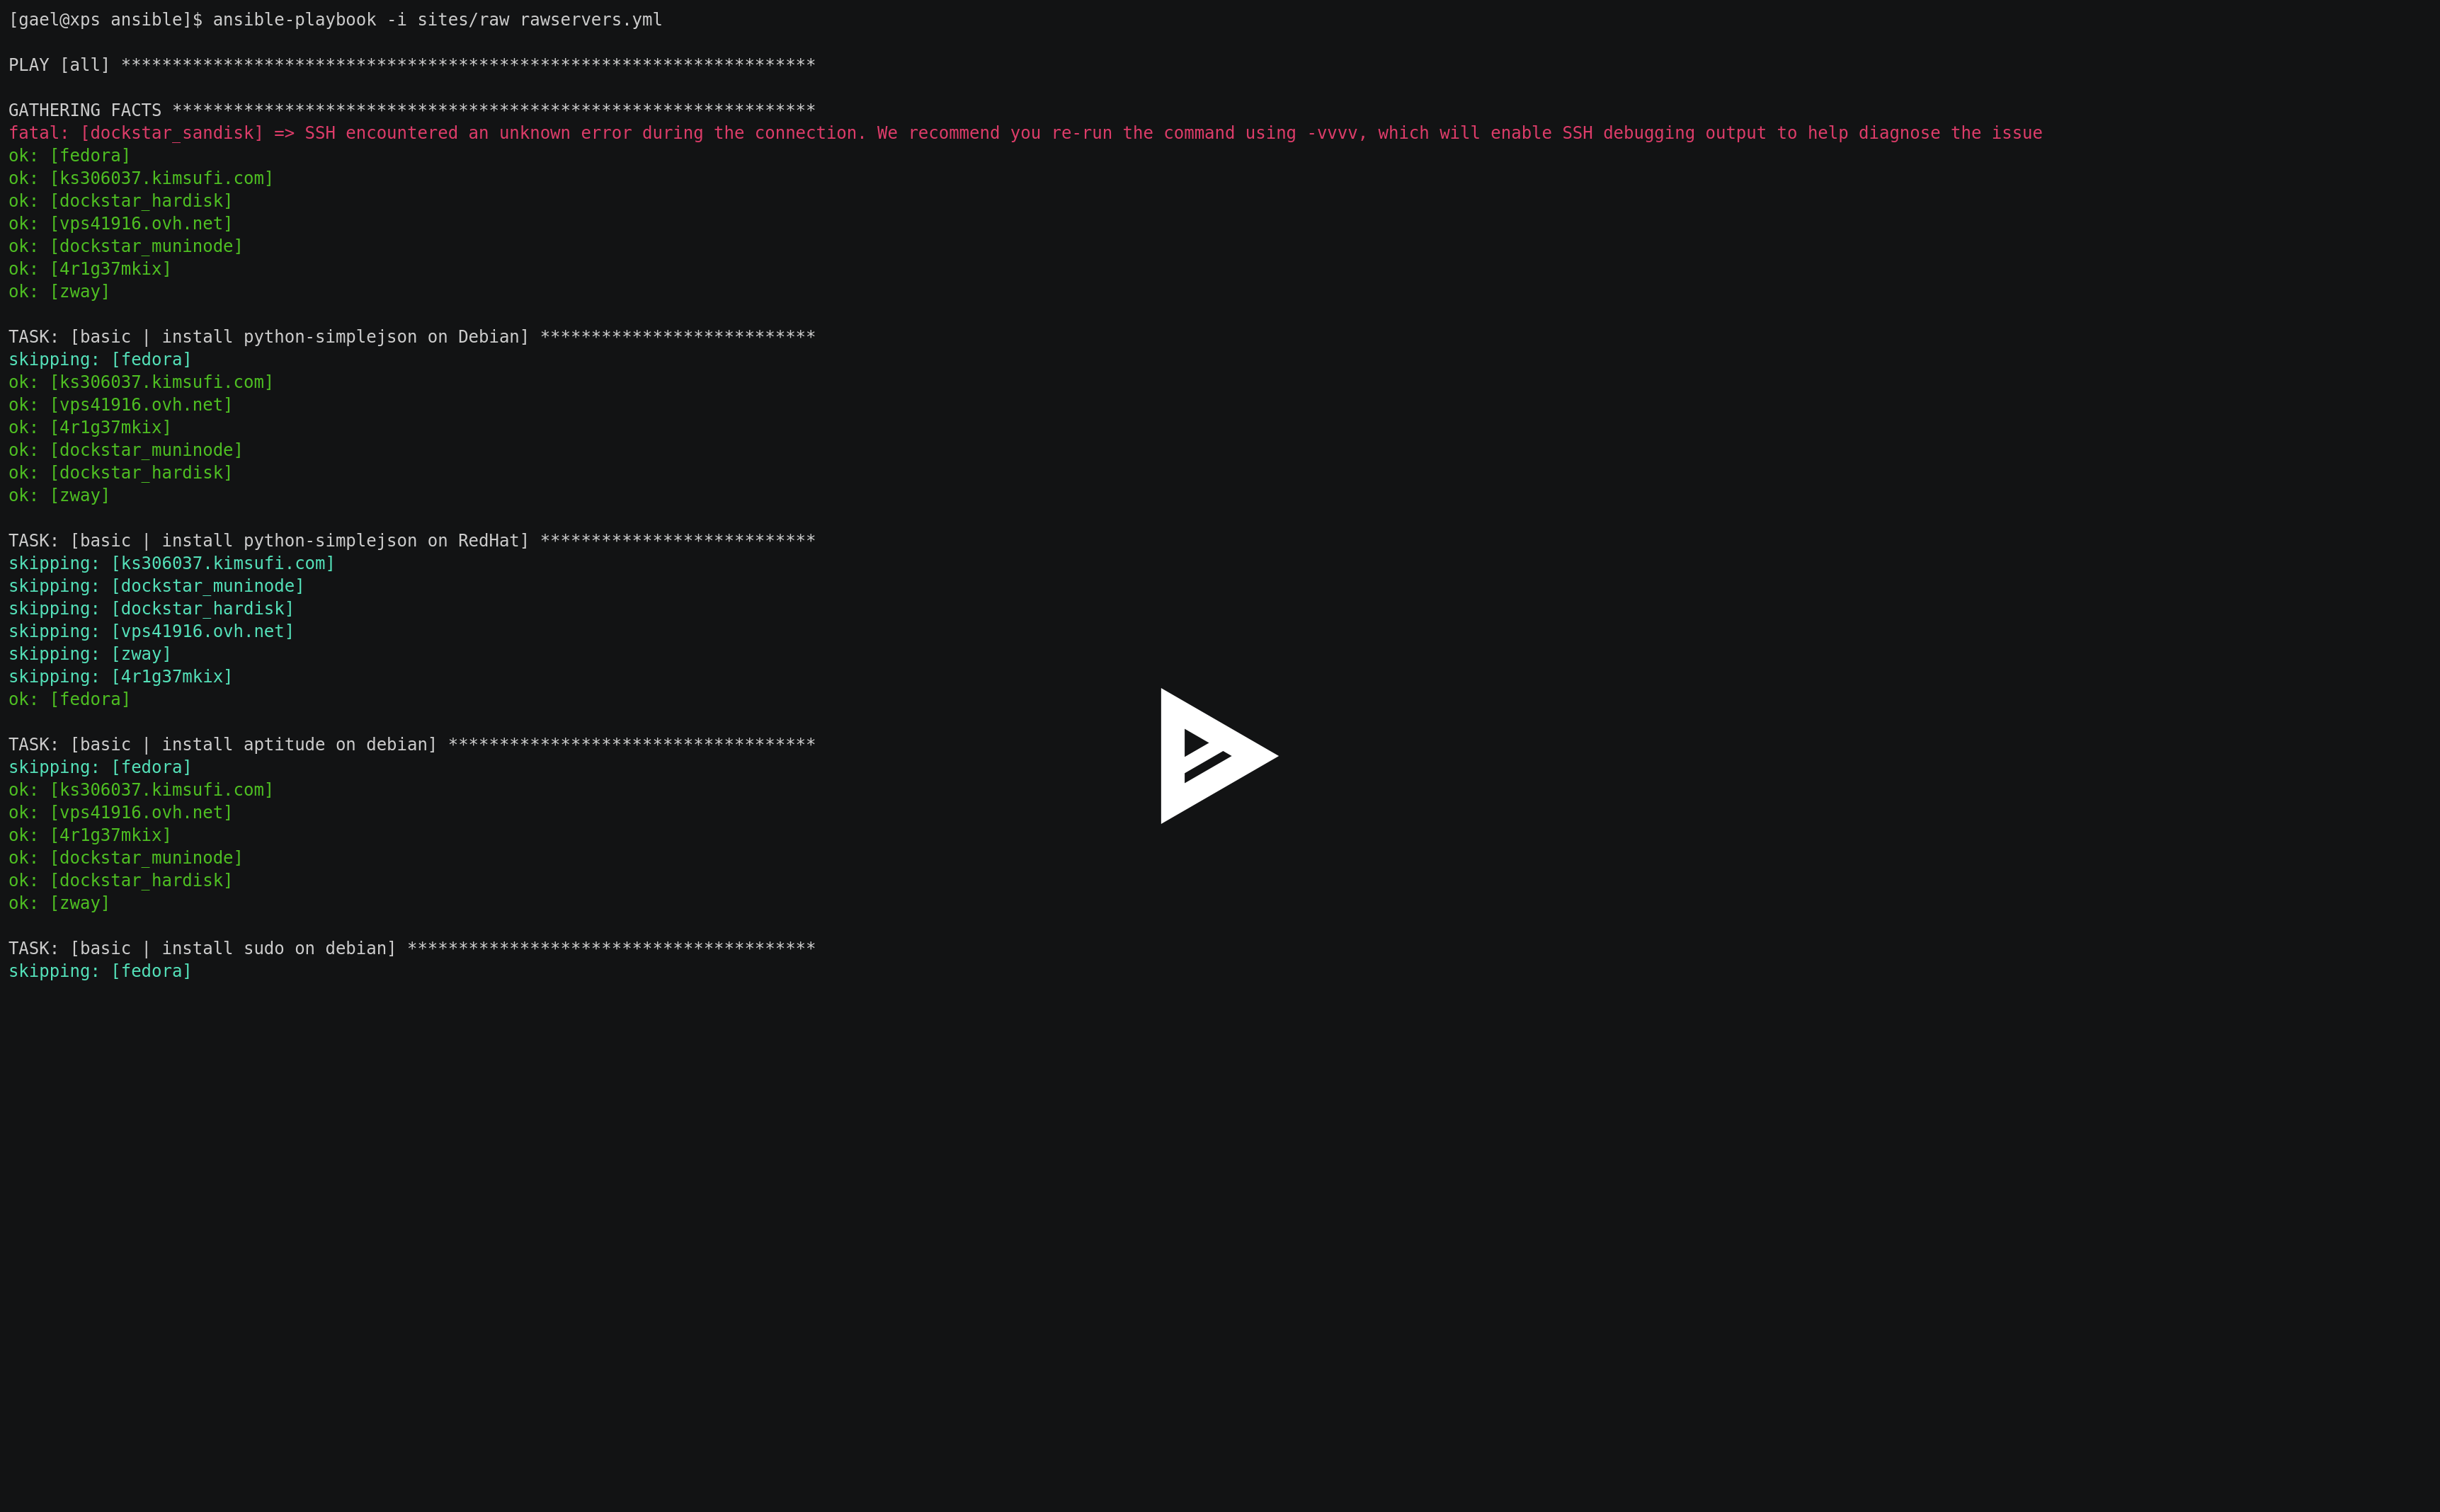 [gael@xps ansible]$ ansible-playbook -i sites/raw rawservers.yml
PLAY [all] ********************************************************************
GATHERING FACTS ***************************************************************
fatal: [dockstar_sandisk] => SSH encountered an unknown error during the connection. We recommend you re-run the command using -vvvv, which will enable SSH debugging output to help diagnose the issue
ok: [fedora]
ok: [ks306037.kimsufi.com]
ok: [dockstar_hardisk]
ok: [vps41916.ovh.net]
ok: [dockstar_muninode]
ok: [4r1g37mkix]
ok: [zway]
TASK: [basic | install python-simplejson on Debian] ***************************
skipping: [fedora]
ok: [ks306037.kimsufi.com]
ok: [vps41916.ovh.net]
ok: [4r1g37mkix]
ok: [dockstar_muninode]
ok: [dockstar_hardisk]
ok: [zway]
TASK: [basic | install python-simplejson on RedHat] ***************************
skipping: [ks306037.kimsufi.com]
skipping: [dockstar_muninode]
skipping: [dockstar_hardisk]
skipping: [vps41916.ovh.net]
skipping: [zway]
skipping: [4r1g37mkix]
ok: [fedora]
TASK: [basic | install aptitude on debian] ************************************
skipping: [fedora]
ok: [ks306037.kimsufi.com]
ok: [vps41916.ovh.net]
ok: [4r1g37mkix]
ok: [dockstar_muninode]
ok: [dockstar_hardisk]
ok: [zway]
TASK: [basic | install sudo on debian] ****************************************
skipping: [fedora]